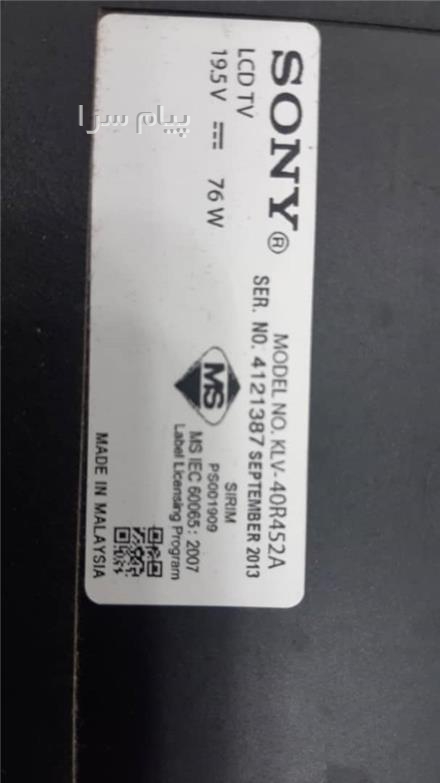 SONY®
LCD TV
19.5V ⎓ 76 W
MODEL NO. KLV-40R452A
SER. NO. 4121387 SEPTEMBER 2013
MS
SIRIM
PS001909
MS IEC 60065 : 2007
Label Licensing Program
MADE IN MALAYSIA
پیام سرا